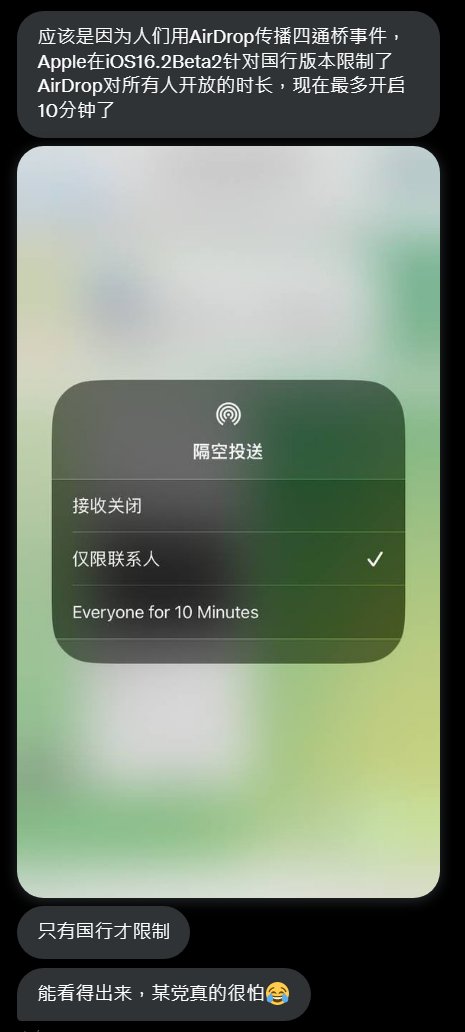 应该是因为人们用AirDrop传播四通桥事件，
Apple在iOS16.2Beta2针对国行版本限制了
AirDrop对所有人开放的时长，现在最多开启
10分钟了
隔空投送
接收关闭
仅限联系人
Everyone for 10 Minutes
只有国行才限制
能看得出来，某党真的很怕😂